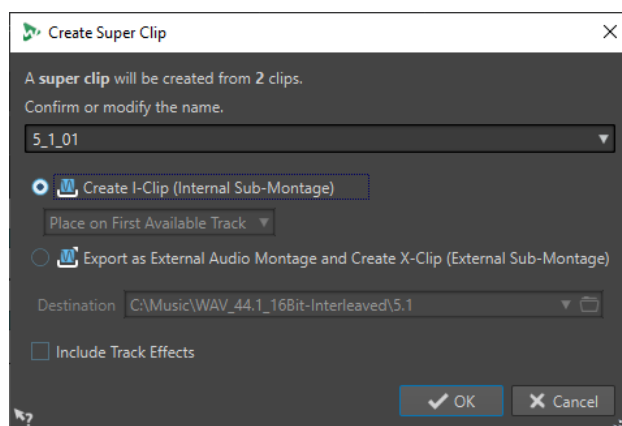 Create Super Clip
A super clip will be created from 2 clips.
Confirm or modify the name.
5_1_01
Create I-Clip (Internal Sub-Montage)
Place on First Available Track
Export as External Audio Montage and Create X-Clip (External Sub-Montage)
Destination C:\Music\WAV_44.1_16Bit-Interleaved\5.1
Include Track Effects
OK Cancel
?